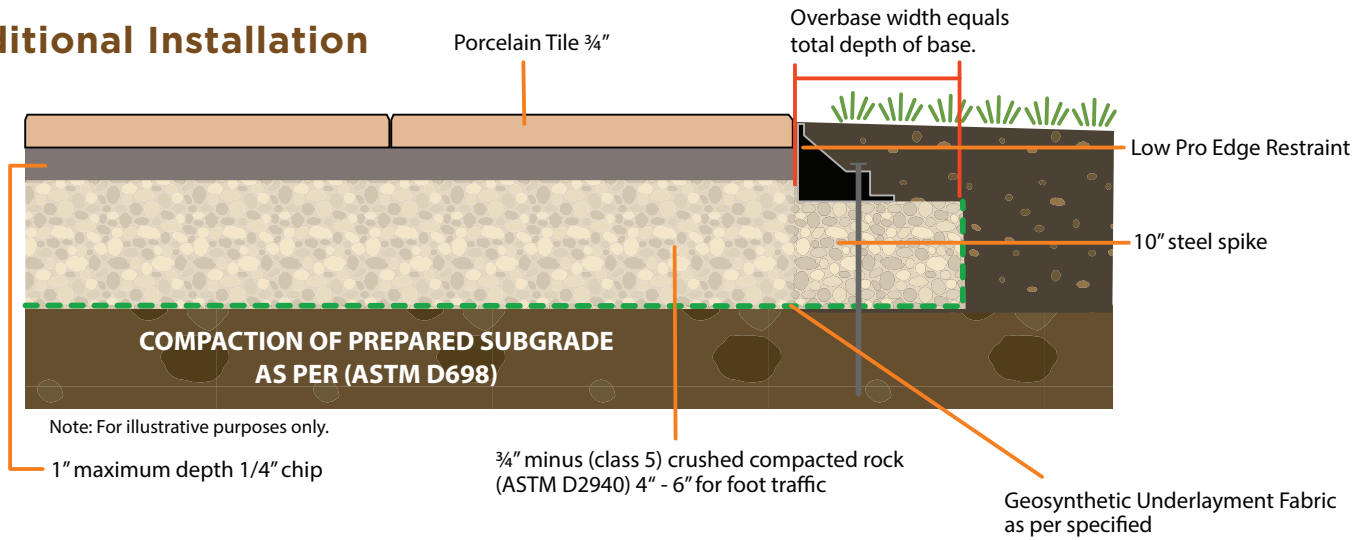 ditional Installation
Porcelain Tile ¾”
Overbase width equals
total depth of base.
Low Pro Edge Restraint
10” steel spike
COMPACTION OF PREPARED SUBGRADE
AS PER (ASTM D698)
Note: For illustrative purposes only.
1” maximum depth 1/4” chip
¾” minus (class 5) crushed compacted rock
(ASTM D2940) 4“ - 6” for foot traffic
Geosynthetic Underlayment Fabric
as per specified